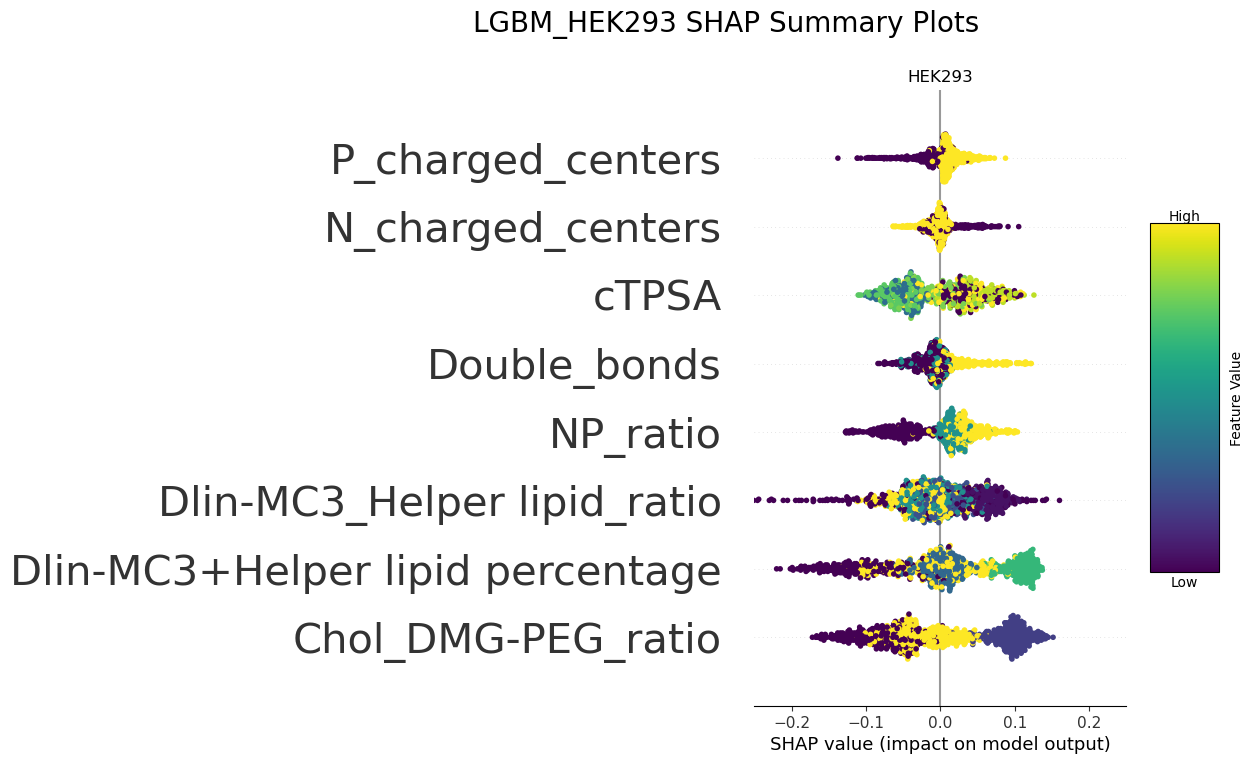 LGBM_HEK293 SHAP Summary Plots
HEK293
P_charged_centers
N_charged_centers
cTPSA
Double_bonds
NP_ratio
Dlin-MC3_Helper lipid_ratio
Dlin-MC3+Helper lipid percentage
Chol_DMG-PEG_ratio
−0.2 −0.1 0.0 0.1 0.2
SHAP value (impact on model output)
High
Feature Value
Low